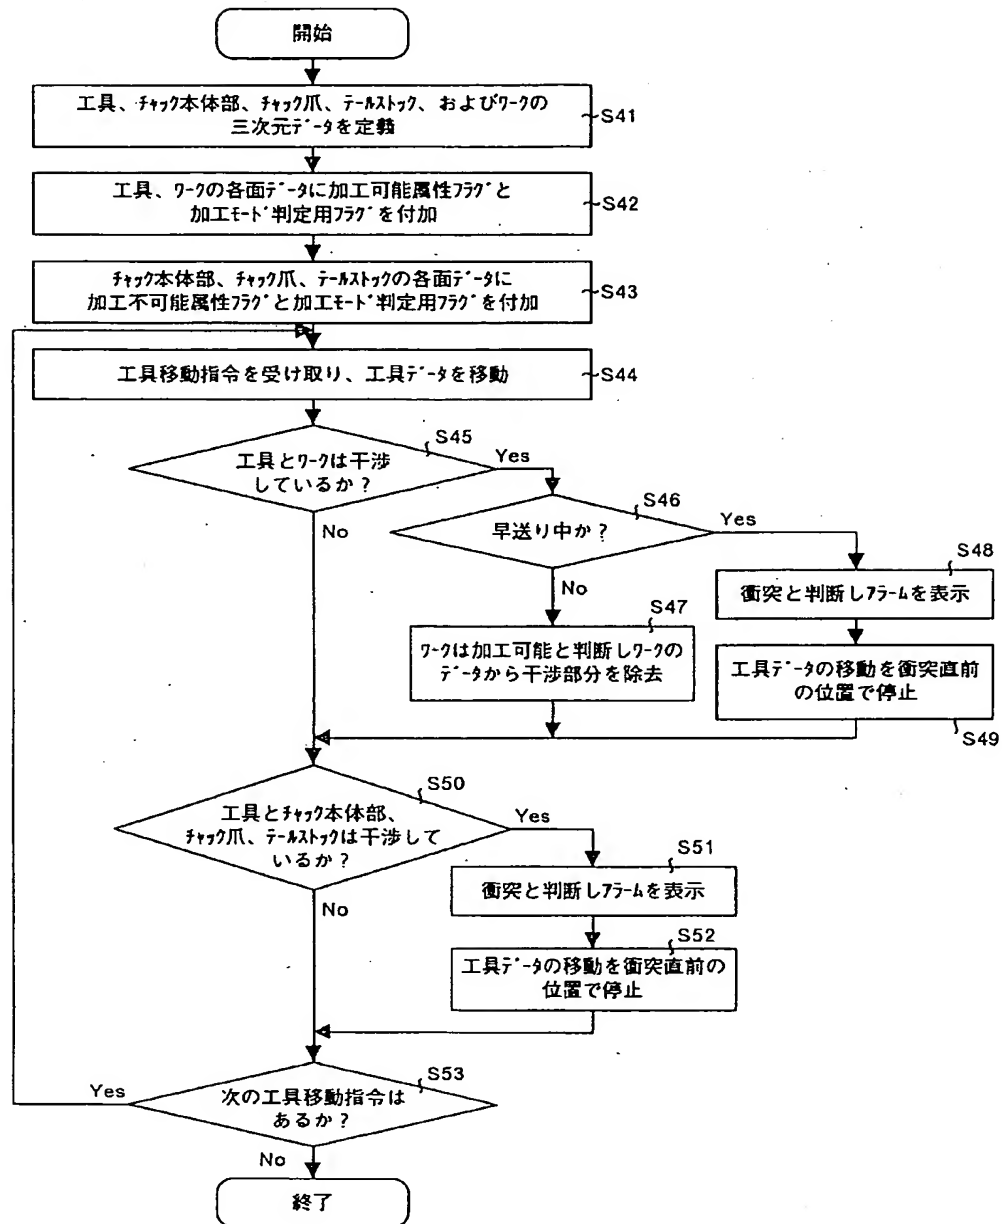 開始
工具、ﾁｬｯｸ本体部、ﾁｬｯｸ爪、ﾃｰﾙｽﾄｯｸ、およびﾜｰｸの
三次元ﾃﾞｰﾀを定義
S41
工具、ﾜｰｸの各面ﾃﾞｰﾀに加工可能属性ﾌﾗｸﾞと
加工ﾓｰﾄﾞ判定用ﾌﾗｸﾞを付加
S42
ﾁｬｯｸ本体部、ﾁｬｯｸ爪、ﾃｰﾙｽﾄｯｸの各面ﾃﾞｰﾀに
加工不可能属性ﾌﾗｸﾞと加工ﾓｰﾄﾞ判定用ﾌﾗｸﾞを付加
S43
工具移動指令を受け取り、工具ﾃﾞｰﾀを移動
S44
S45
工具とﾜｰｸは干渉
しているか？
Yes
No
S46
早送り中か？
Yes
No
S48
衝突と判断しｱﾗｰﾑを表示
S47
ﾜｰｸは加工可能と判断しﾜｰｸの
ﾃﾞｰﾀから干渉部分を除去
工具ﾃﾞｰﾀの移動を衝突直前
の位置で停止
S49
S50
工具とﾁｬｯｸ本体部、
ﾁｬｯｸ爪、ﾃｰﾙｽﾄｯｸは干渉して
いるか？
Yes
No
S51
衝突と判断しｱﾗｰﾑを表示
S52
工具ﾃﾞｰﾀの移動を衝突直前の
位置で停止
S53
次の工具移動指令は
あるか？
Yes
No
終了